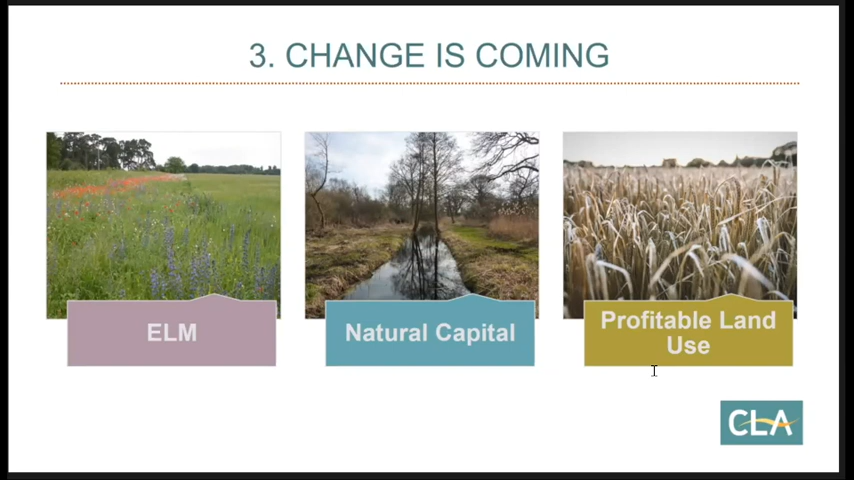 3. CHANGE IS COMING
ELM
Natural Capital
Profitable Land
Use
CLA